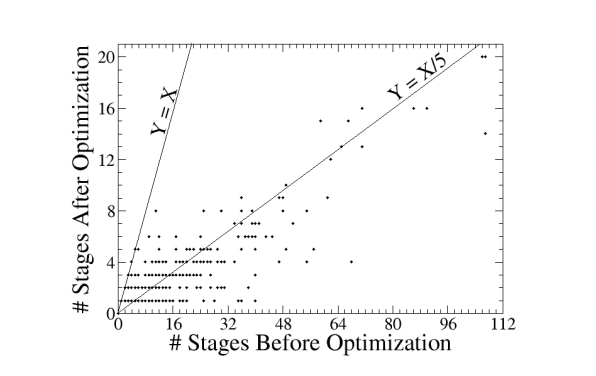 # Stages After Optimization
20
16
12
8
4
0
Y = X
Y = X/5
0 16 32 48 64 80 96 112
# Stages Before Optimization